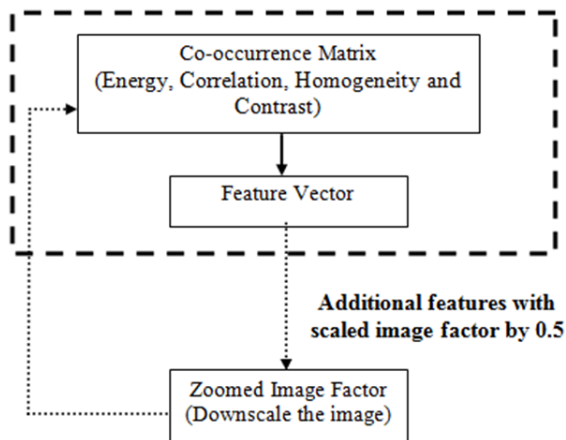 Co-occurrence Matrix
(Energy, Correlation, Homogeneity and
Contrast)
Feature Vector
Additional features with
scaled image factor by 0.5
Zoomed Image Factor
(Downscale the image)